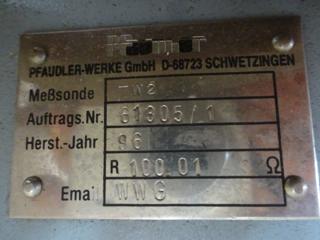 Pfaudler
PFAUDLER-WERKE GmbH D-68723 SCHWETZINGEN
Meßsonde
Auftrags.Nr. 61305/1
Herst.-Jahr 96
R 100.01 Ω
Email WWG